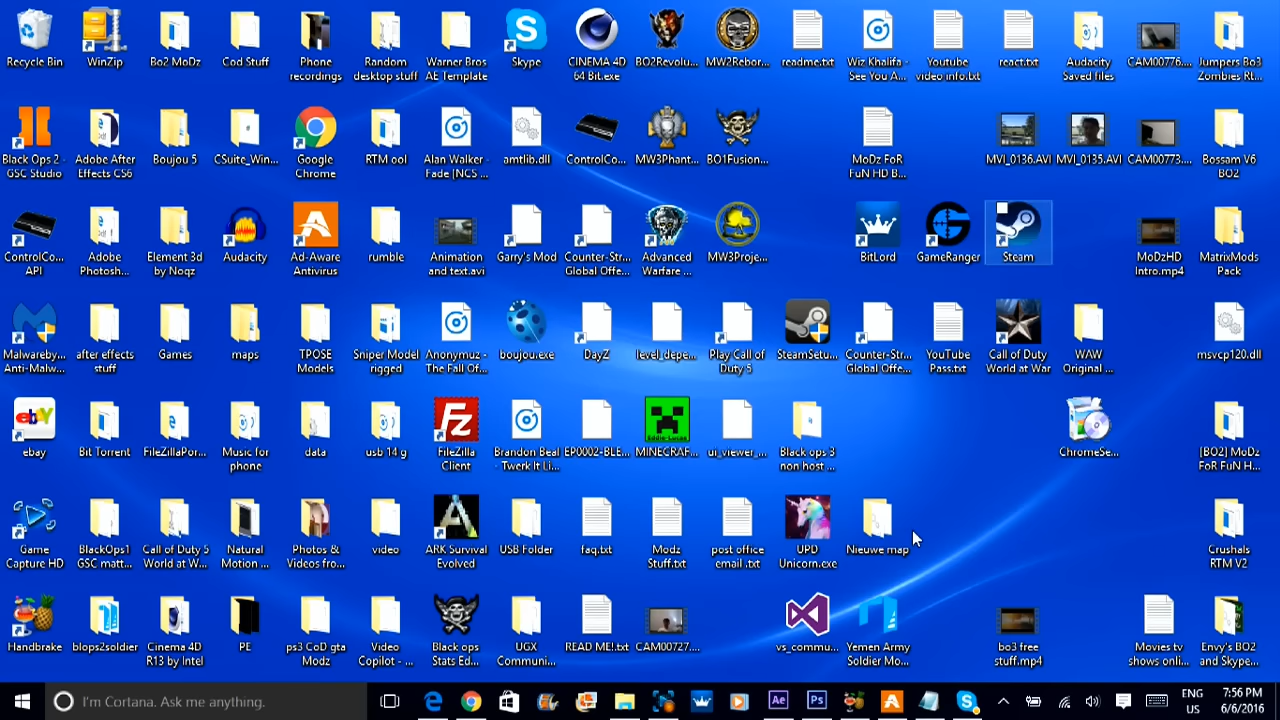 Recycle Bin
WinZip
Bo2 MoDz
Cod Stuff
Phone
recordings
Random
desktop stuff
Warner Bros
AE Template
Skype
CINEMA 4D
64 Bit.exe
BO2Revolu...
MW2Rebor...
readme.txt
Wiz Khalifa -
See You A...
Youtube
video info.txt
react.txt
Audacity
Saved files
CAM00776....
Jumpers Bo3
Zombies Rt...
Black Ops 2 -
GSC Studio
Adobe After
Effects CS6
Boujou 5
CSuite_Win...
Google
Chrome
RTM ool
Alan Walker -
Fade [NCS ...
amtlib.dll
ControlCo...
MW3Phant...
BO1Fusion...
MoDz FoR
FuN HD B...
MVI_0136.AVI
MVI_0135.AVI
CAM00773....
Bossam V6
BO2
ControlCo...
API
Adobe
Photosh...
Element 3d
by Noqz
Audacity
Ad-Aware
Antivirus
rumble
Animation
and text.avi
Garry's Mod
Counter-Str...
Global Offe...
Advanced
Warfare ...
MW3Proje...
BitLord
GameRanger
Steam
MoDzHD
Intro.mp4
MatrixMods
Pack
Malwareby...
Anti-Malw...
after effects
stuff
Games
maps
TPOSE
Models
Sniper Model
rigged
Anonymuz -
The Fall Of...
boujou.exe
DayZ
level_depe...
Play Call of
Duty 5
SteamSetu...
Counter-Str...
Global Offe...
YouTube
Pass.txt
Call of Duty
World at War
WAW
Original ...
msvcp120.dll
ebay
ebay
Bit Torrent
FileZillaPor...
Music for
phone
data
usb 14 g
FileZilla
Client
Brandon Beal
- Twerk It Li...
EP0002-BLE...
Eddie-Lucas
MINECRAF...
ui_viewer_...
Black ops 3
non host ...
ChromeSe...
[BO2] MoDz
FoR FuN H...
Game
Capture HD
BlackOps1
GSC matt...
Call of Duty 5
World at W...
Natural
Motion ...
Photos &
Videos fro...
video
ARK Survival
Evolved
USB Folder
faq.txt
Modz
Stuff.txt
post office
email .txt
UPD
Unicorn.exe
Nieuwe map
Crushals
RTM V2
Handbrake
blops2soldier
Cinema 4D
R13 by Intel
PE
ps3 CoD gta
Modz
Video
Copilot - ...
Black ops
Stats Ed...
UGX
Communi...
READ ME!.txt
CAM00727....
vs_commu...
Yemen Army
Soldier Mo...
bo3 free
stuff.mp4
Movies tv
shows onli...
Envy's BO2
and Skype...
I'm Cortana. Ask me anything.
Ae
Ps
ENG
US
7:56 PM
6/6/2016